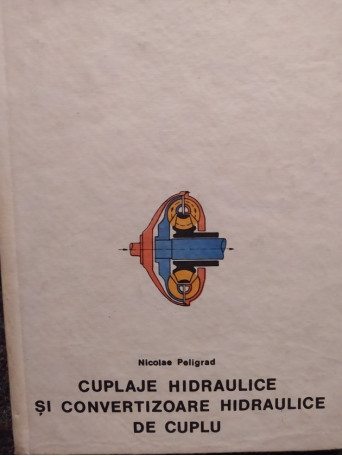 Nicolae Peligrad
CUPLAJE HIDRAULICE
ȘI CONVERTIZOARE HIDRAULICE
DE CUPLU